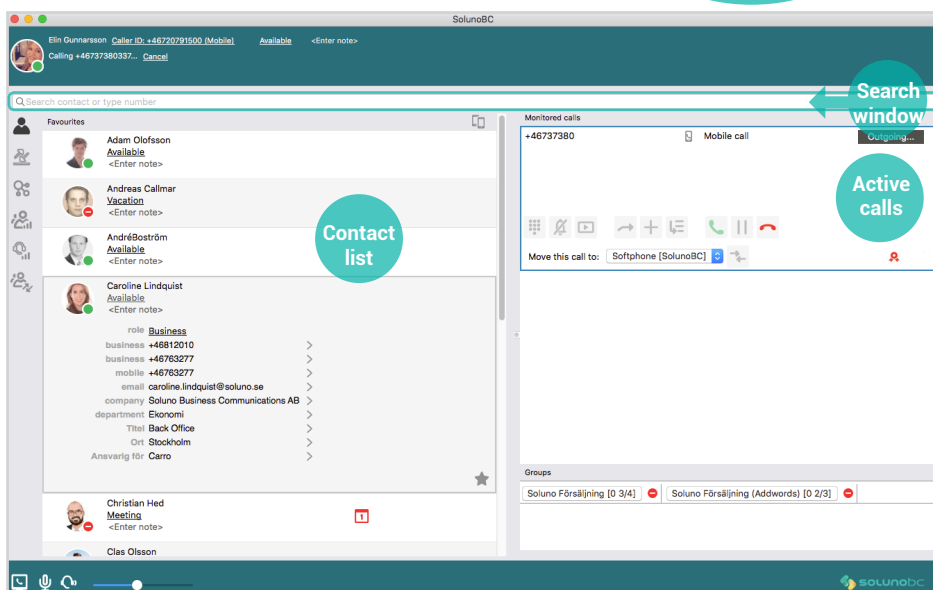 SolunoBC
Elin Gunnarsson Caller ID: +46720791500 (Mobile) Available <Enter note>
Calling +46737380337... Cancel
Search contact or type number
Search window
Favourites
Adam Olofsson
Available
<Enter note>
Andreas Callmar
Vacation
<Enter note>
AndréBoström
Available
<Enter note>
Contact list
Caroline Lindquist
Available
<Enter note>
role Business
business +46812010
business +46763277
mobile +46763277
email caroline.lindquist@soluno.se
company Soluno Business Communications AB
department Ekonomi
Titel Back Office
Ort Stockholm
Ansvarig för Carro
Christian Hed
Meeting
<Enter note>
1
Clas Olsson
Monitored calls
+46737380 Mobile call Outgoing...
Active calls
Move this call to: Softphone [SolunoBC]
Groups
Soluno Försäljning [0 3/4] Soluno Försäljning (Addwords) [0 2/3]
solunobc